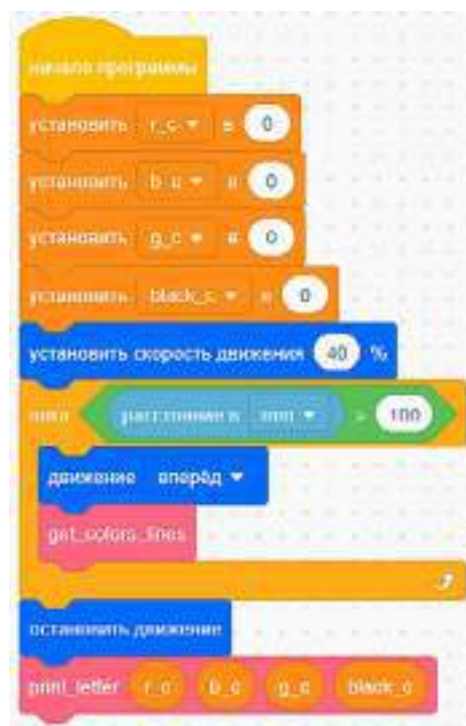 начало программы
установить r_c ▾ в 0
установить b_c ▾ в 0
установить g_c ▾ в 0
установить black_c ▾ в 0
установить скорость движения 40 %
пока расстояние в mm ▾ > 100
движение вперёд ▾
get_colors_lines
остановить движение
print_letter r_c b_c g_c black_c